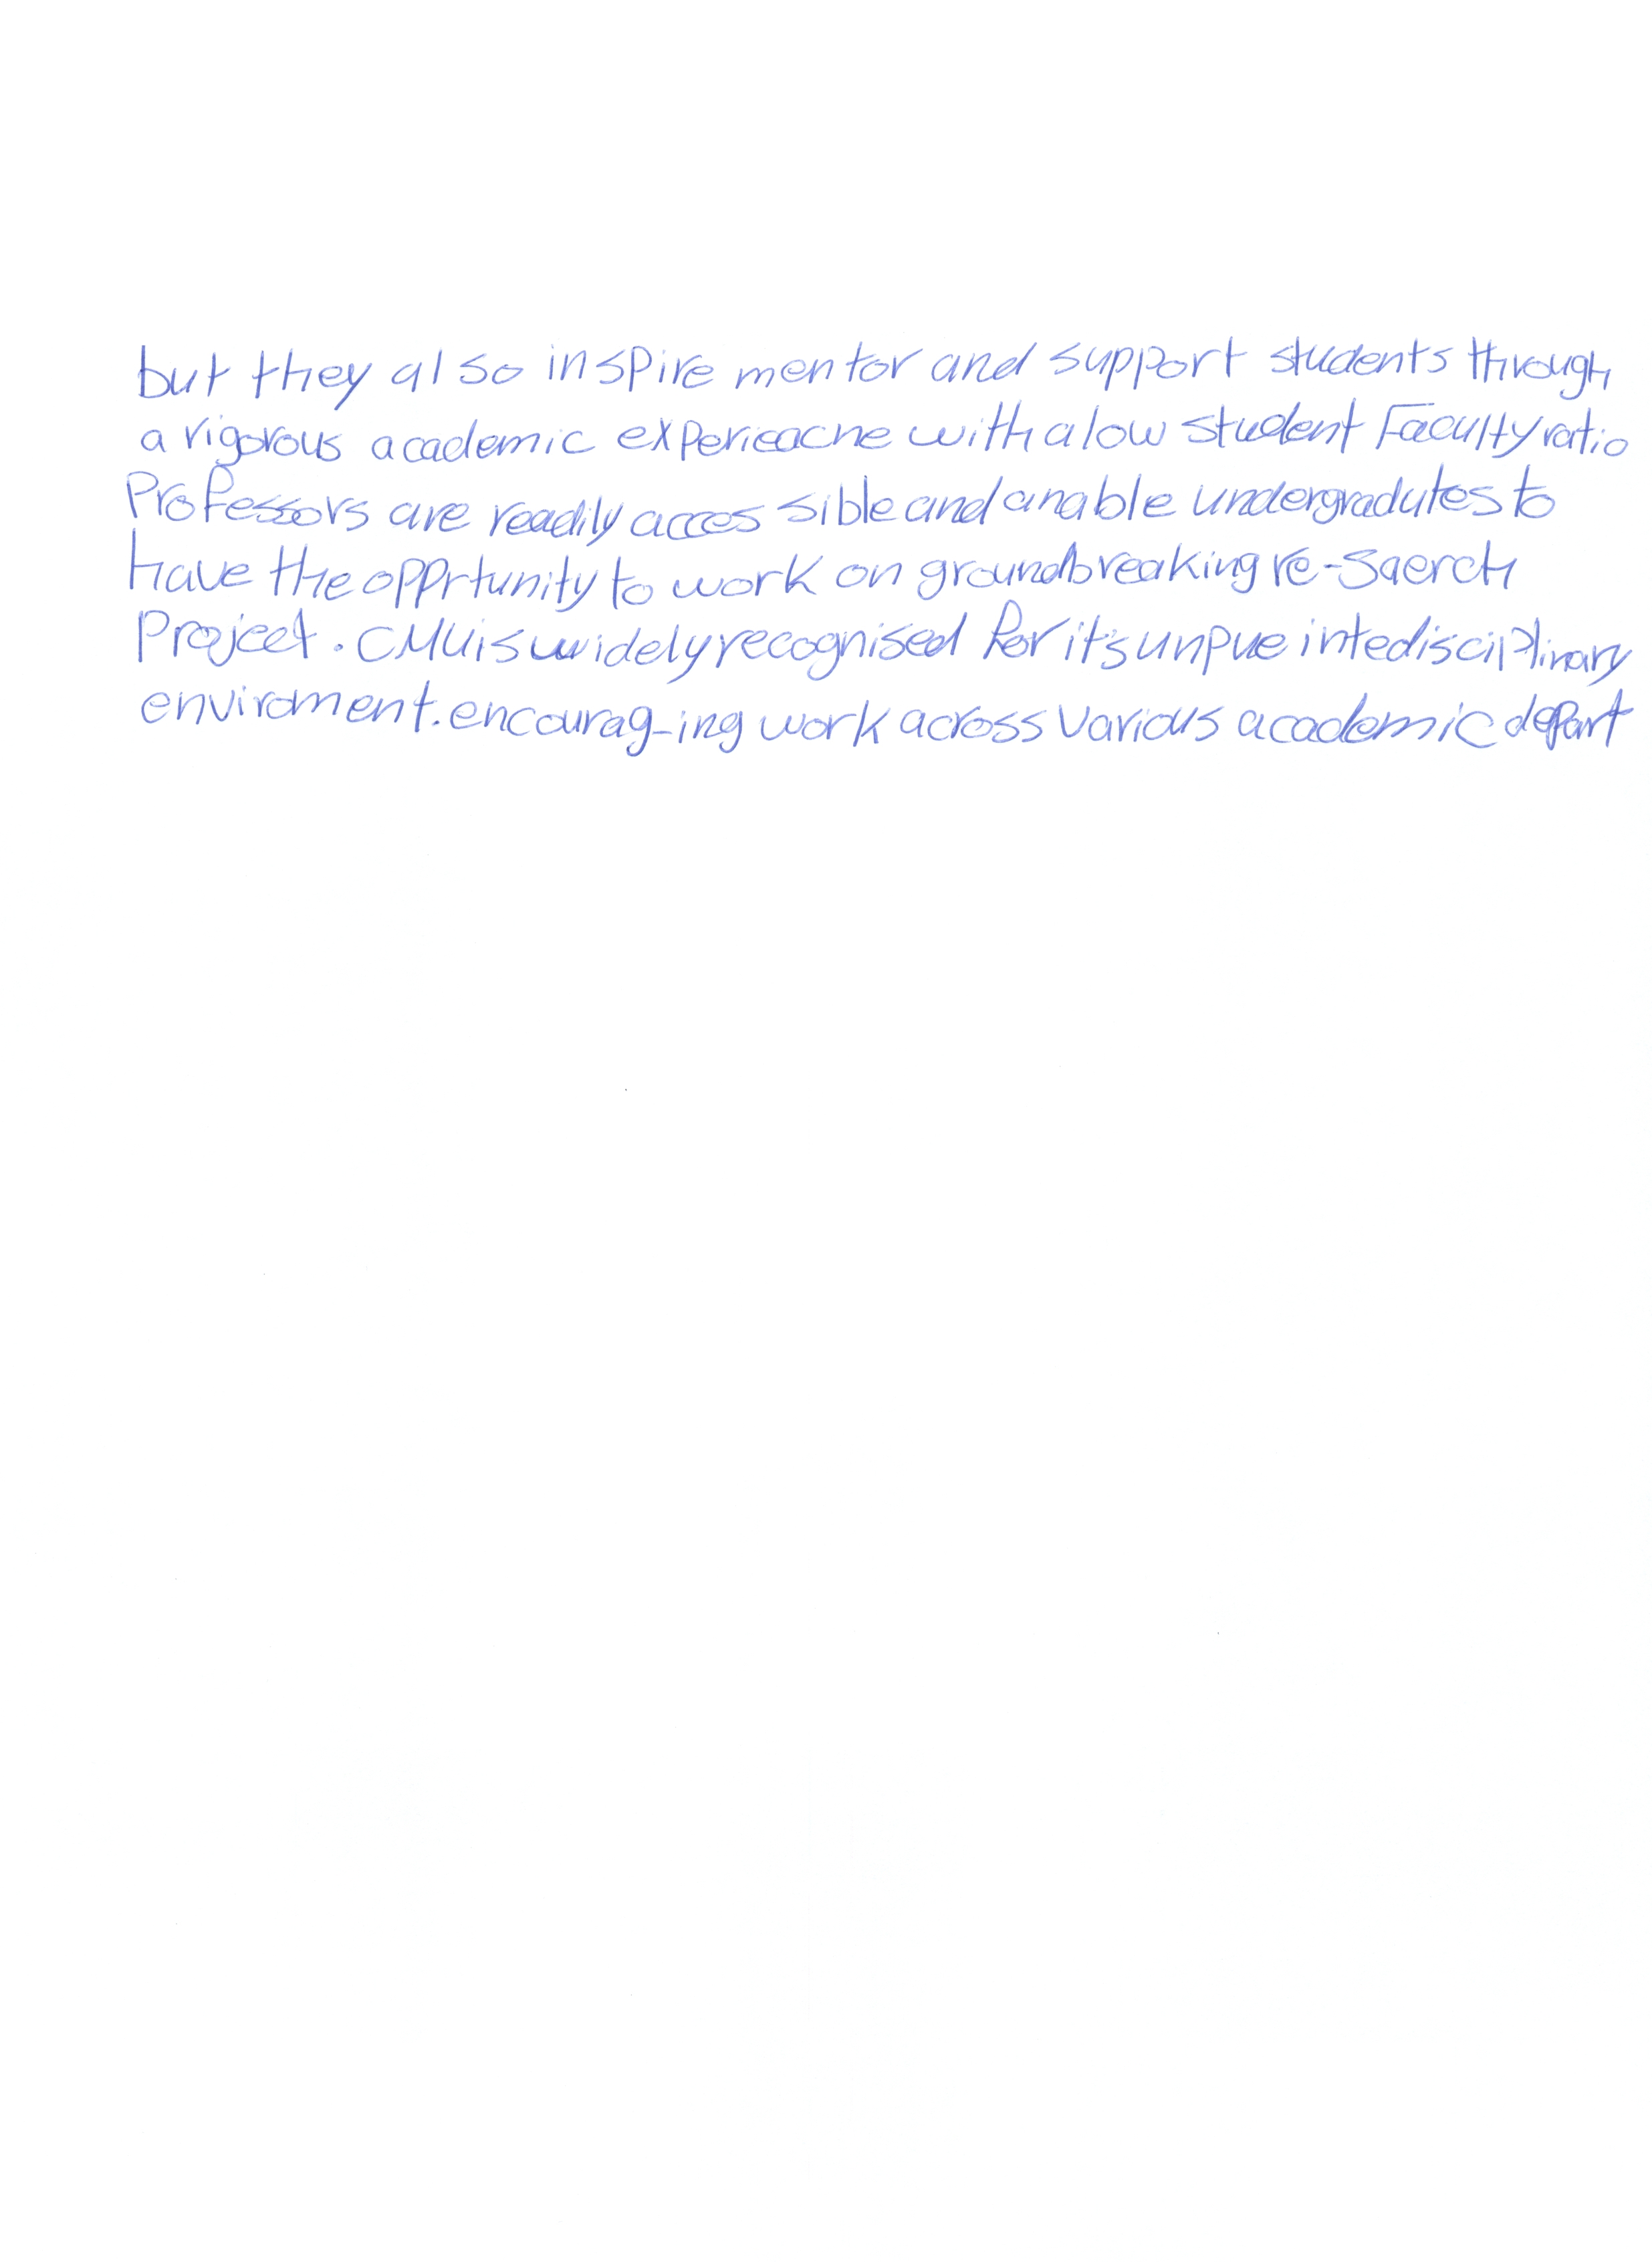 but they also inspire mentor and support students through
a rigorous academic experieacne with a low student Faculty ratio
Professors are readily acces sible and anable undergradutes to
have the opprtunity to work on groundbreaking re-saerch
Project. CMU is widely recognised for it's unpue intedisciplinary
enviroment. encourag-ing work across various academic depart